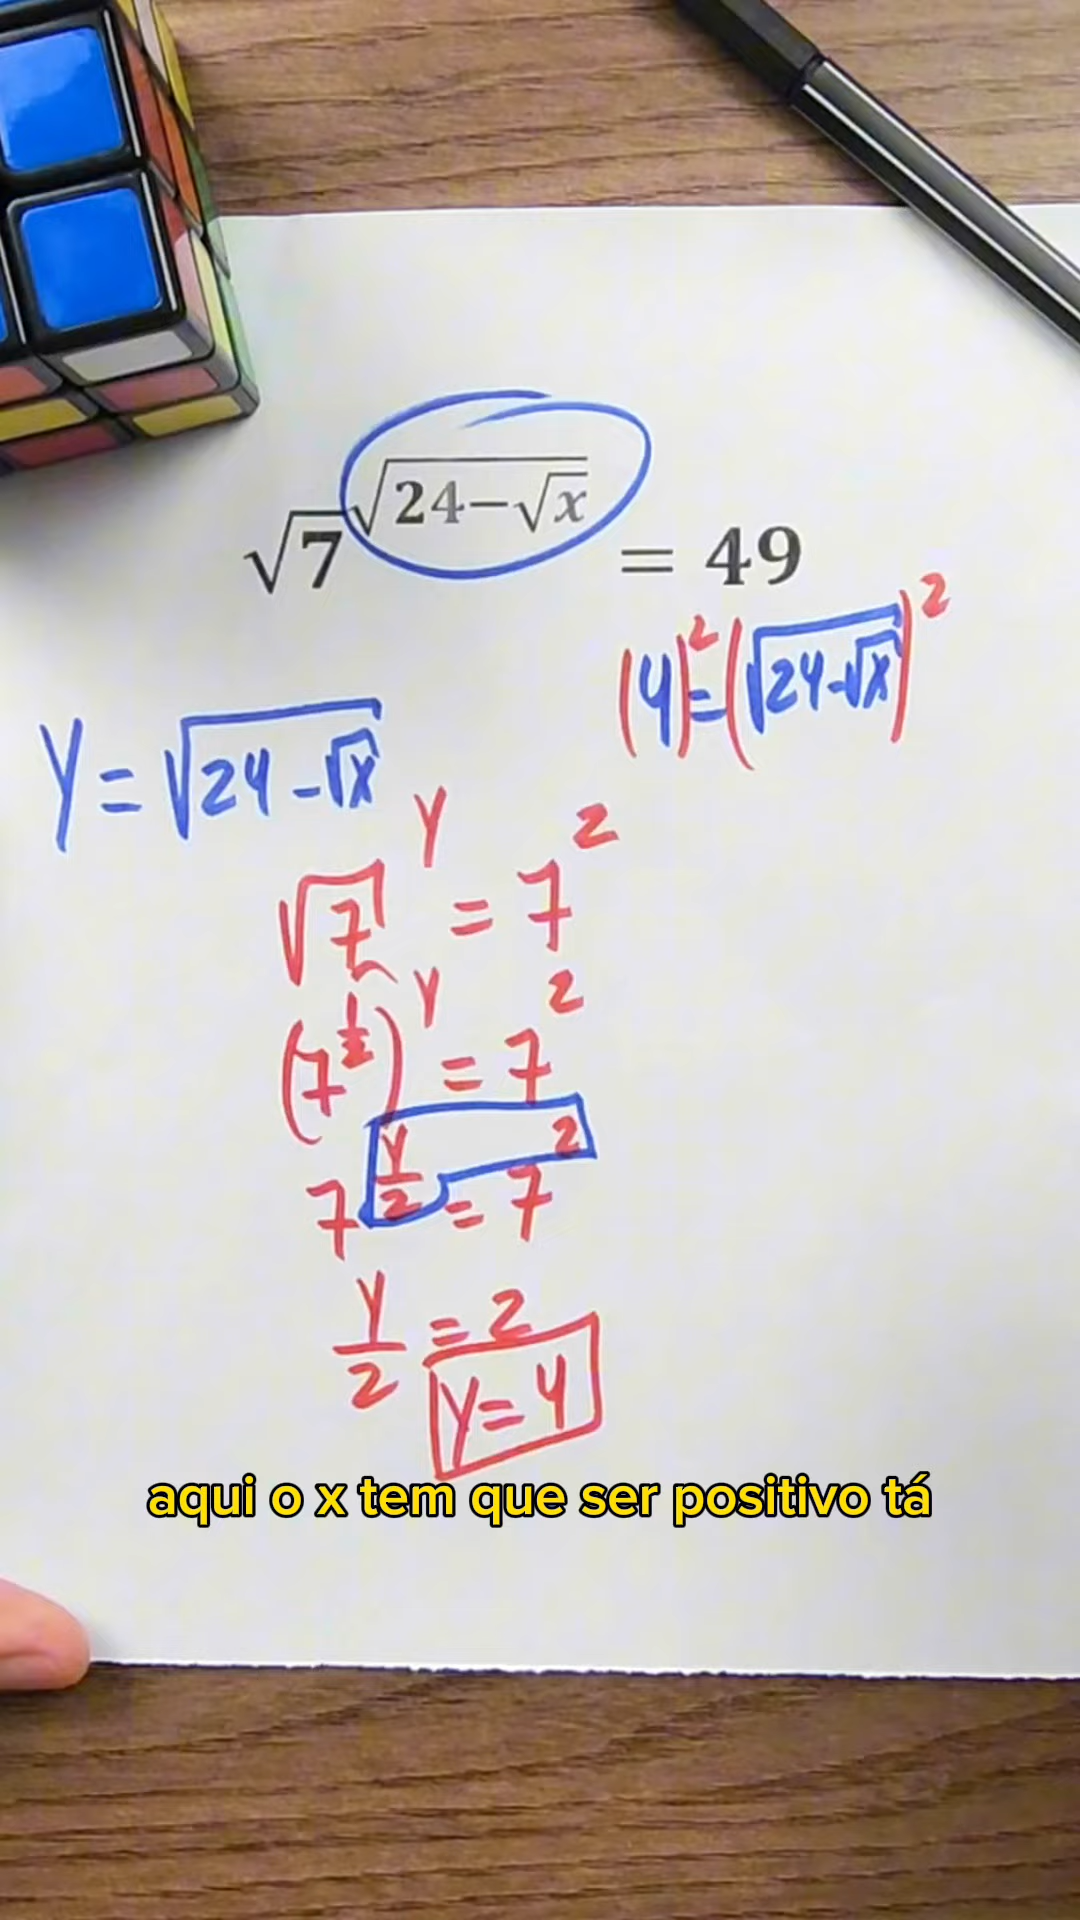 √7^√(24−√x) = 49
(4)² = (√(24-√x))²
Y = √(24-√x)
√7^Y = 7²
(7^½)^Y = 7²
7^(Y/2) = 7²
Y/2 = 2
Y = 4
aqui o x tem que ser positivo tá